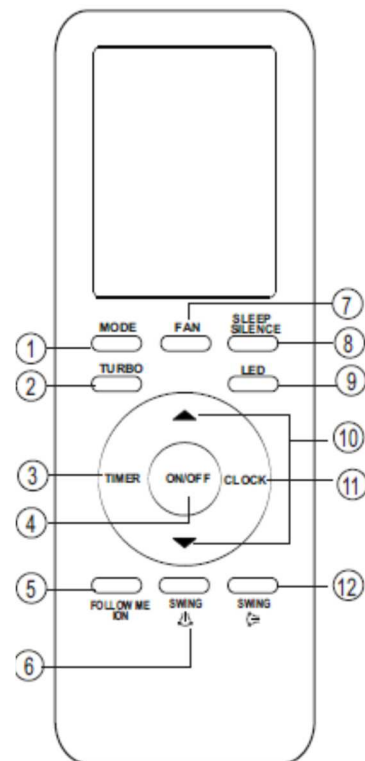 7
MODE FAN SLEEP
SILENCE
1 8
TURBO LED
2 9
10
3 TIMER ON/OFF CLOCK 11
4
5 12
FOLLOW ME SWING SWING
ION
6